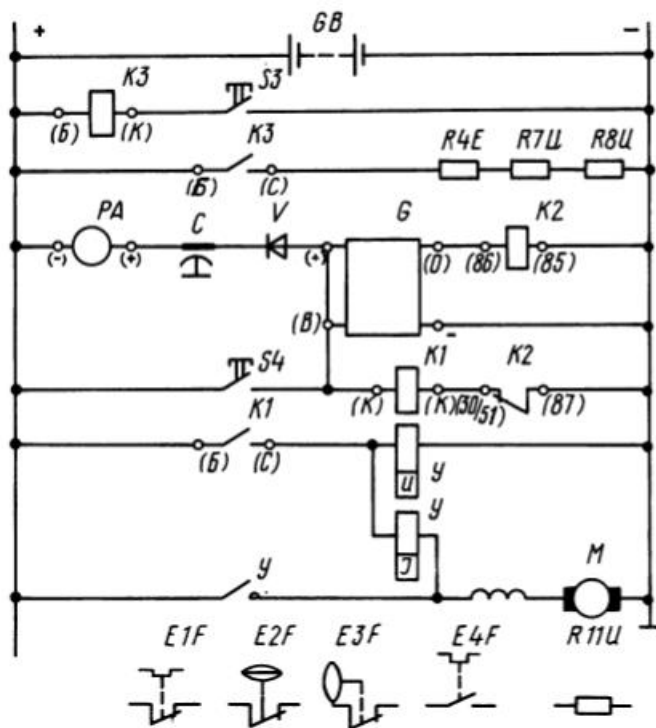 + GB −
K3 S3
(Б) (К)
K3 R4E R7Ц R8Ц
(Б) (С)
PA C V G K2
(-) (+) (+) (D) (86) (85)
(B) -
S4 K1 K2
(К) (К) (30/51) (87)
K1
(Б) (С)
И У
У
J M
У
E1F E2F E3F E4F R11Ц